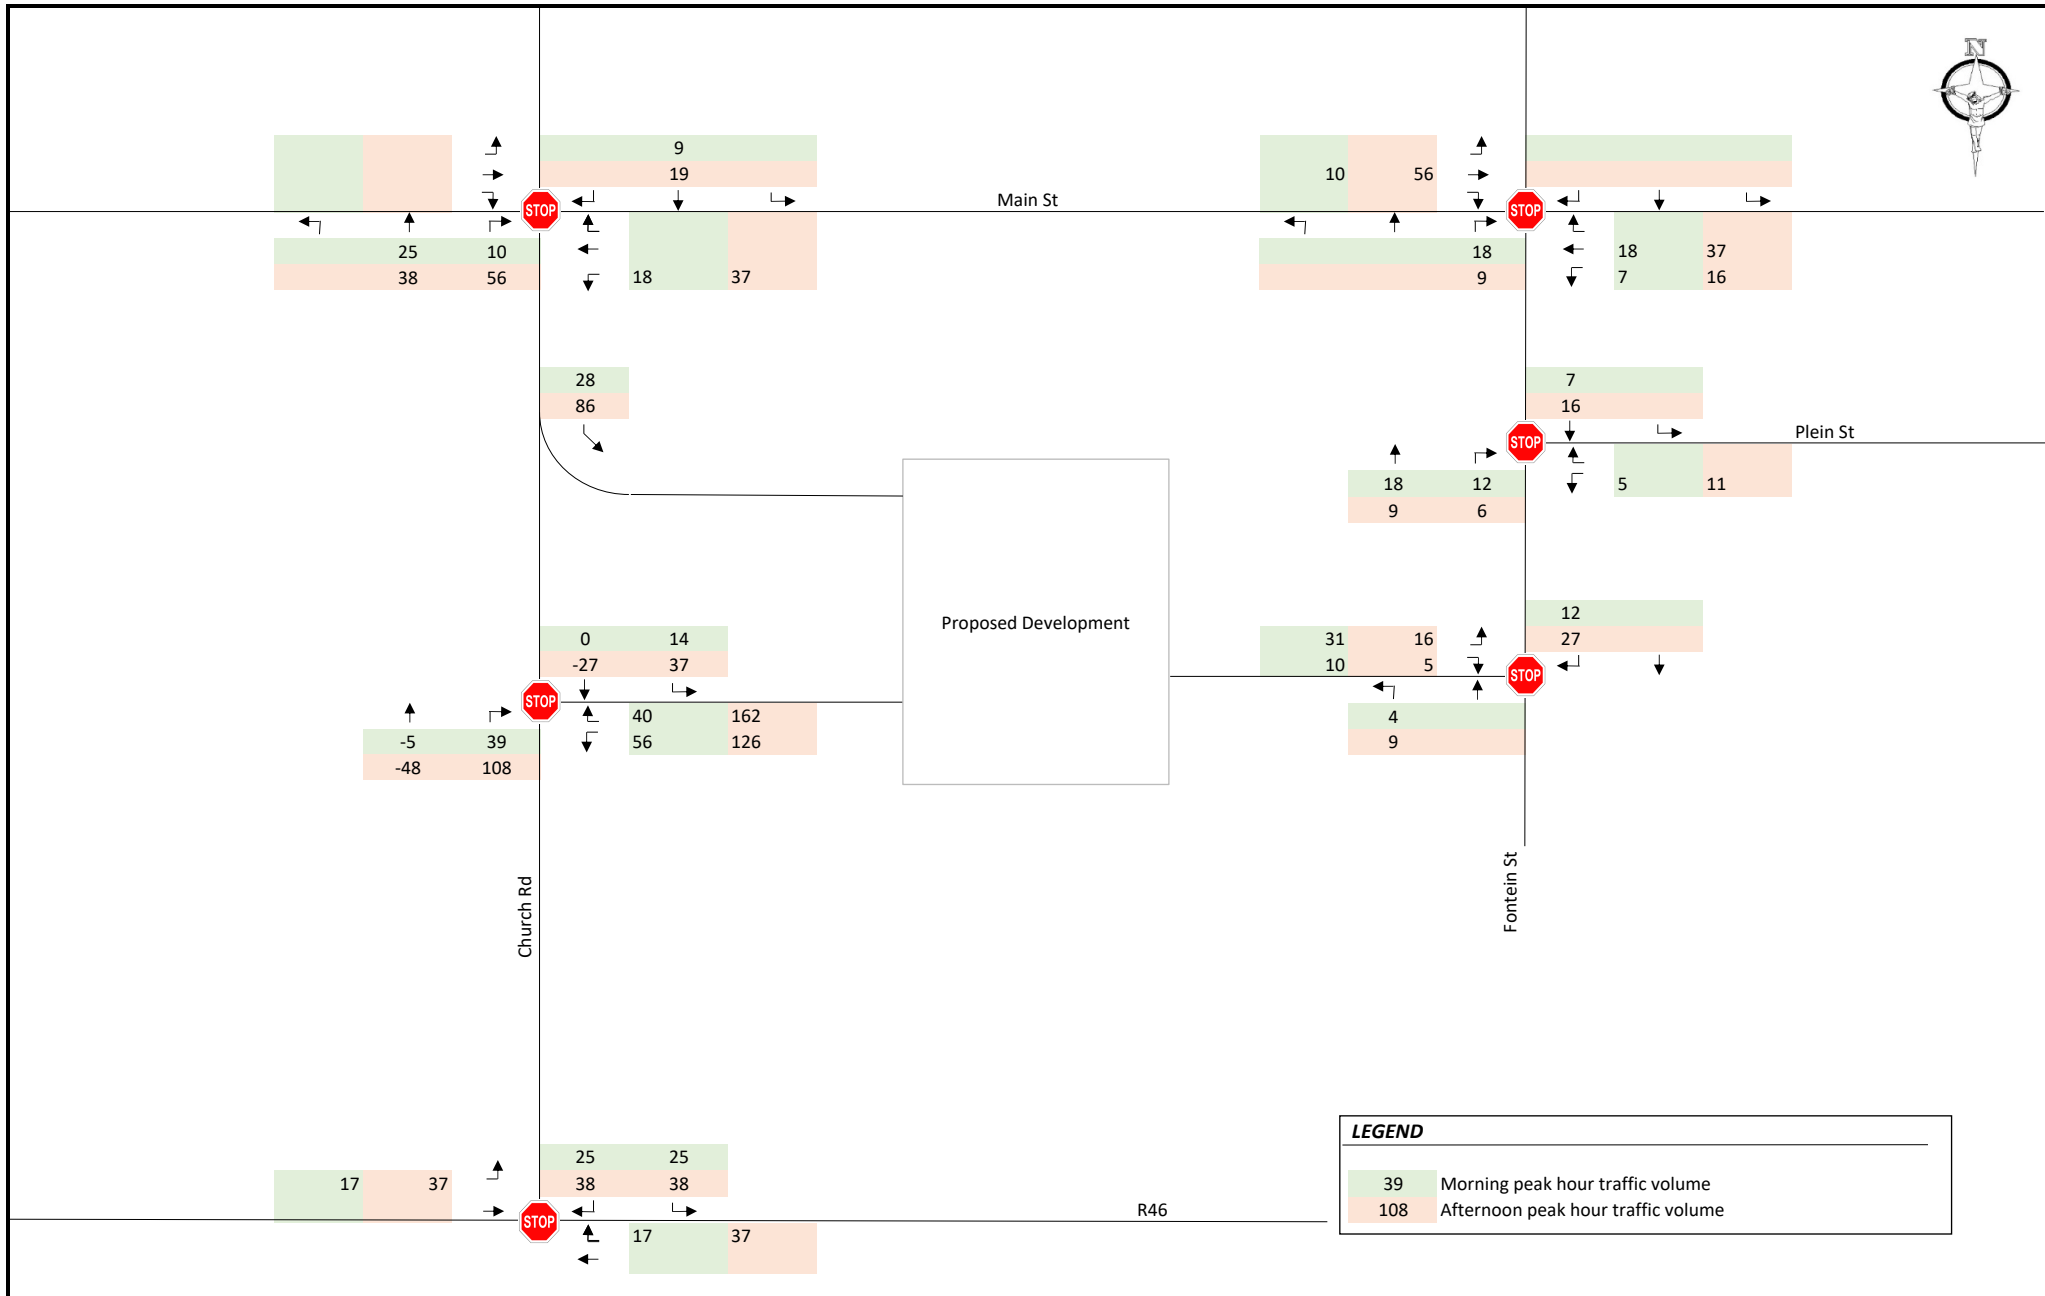 N
9
19
10 56
STOP
Main St
STOP
25 10
38 56
18 37
18
9
18 37
7 16
28
86
7
16
STOP
Plein St
18 12
9 6
5 11
Proposed Development
0 14
-27 37
STOP
40 162
56 126
-5 39
-48 108
12
27
31 16
10 5
STOP
4
9
Church Rd
Fontein St
25 25
38 38
17 37
STOP
R46
17 37
LEGEND
39 Morning peak hour traffic volume
108 Afternoon peak hour traffic volume